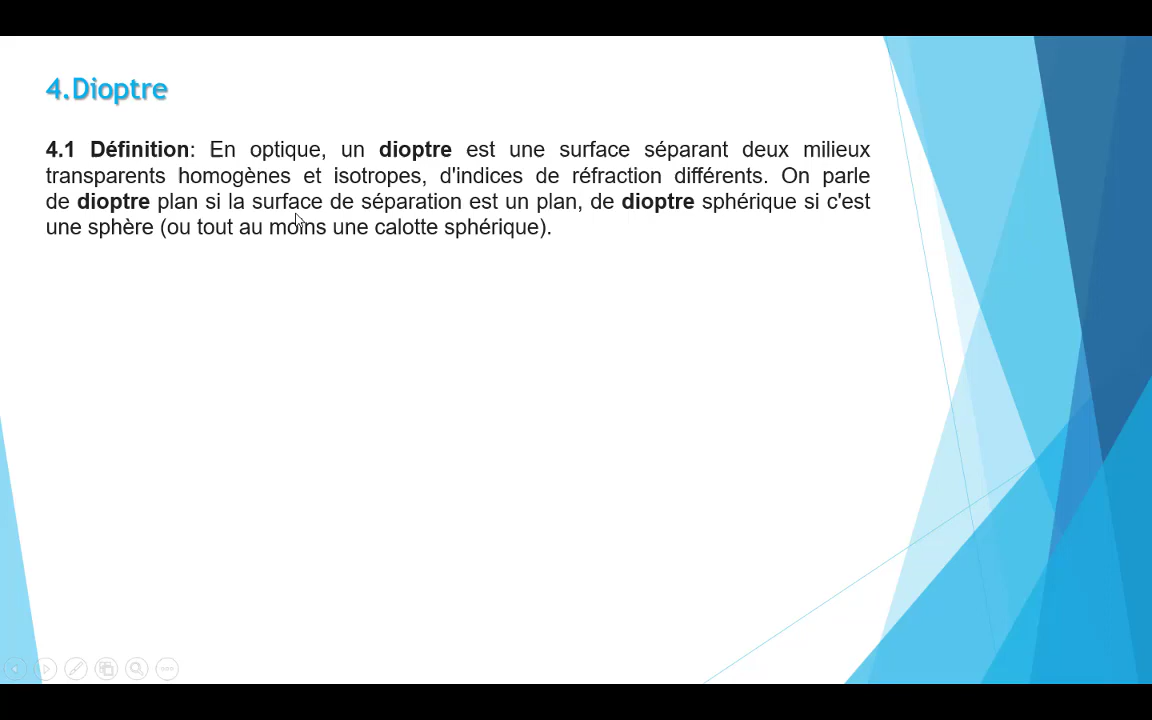 4.Dioptre
4.1 Définition: En optique, un dioptre est une surface séparant deux milieux
transparents homogènes et isotropes, d'indices de réfraction différents. On parle
de dioptre plan si la surface de séparation est un plan, de dioptre sphérique si c'est
une sphère (ou tout au moins une calotte sphérique).